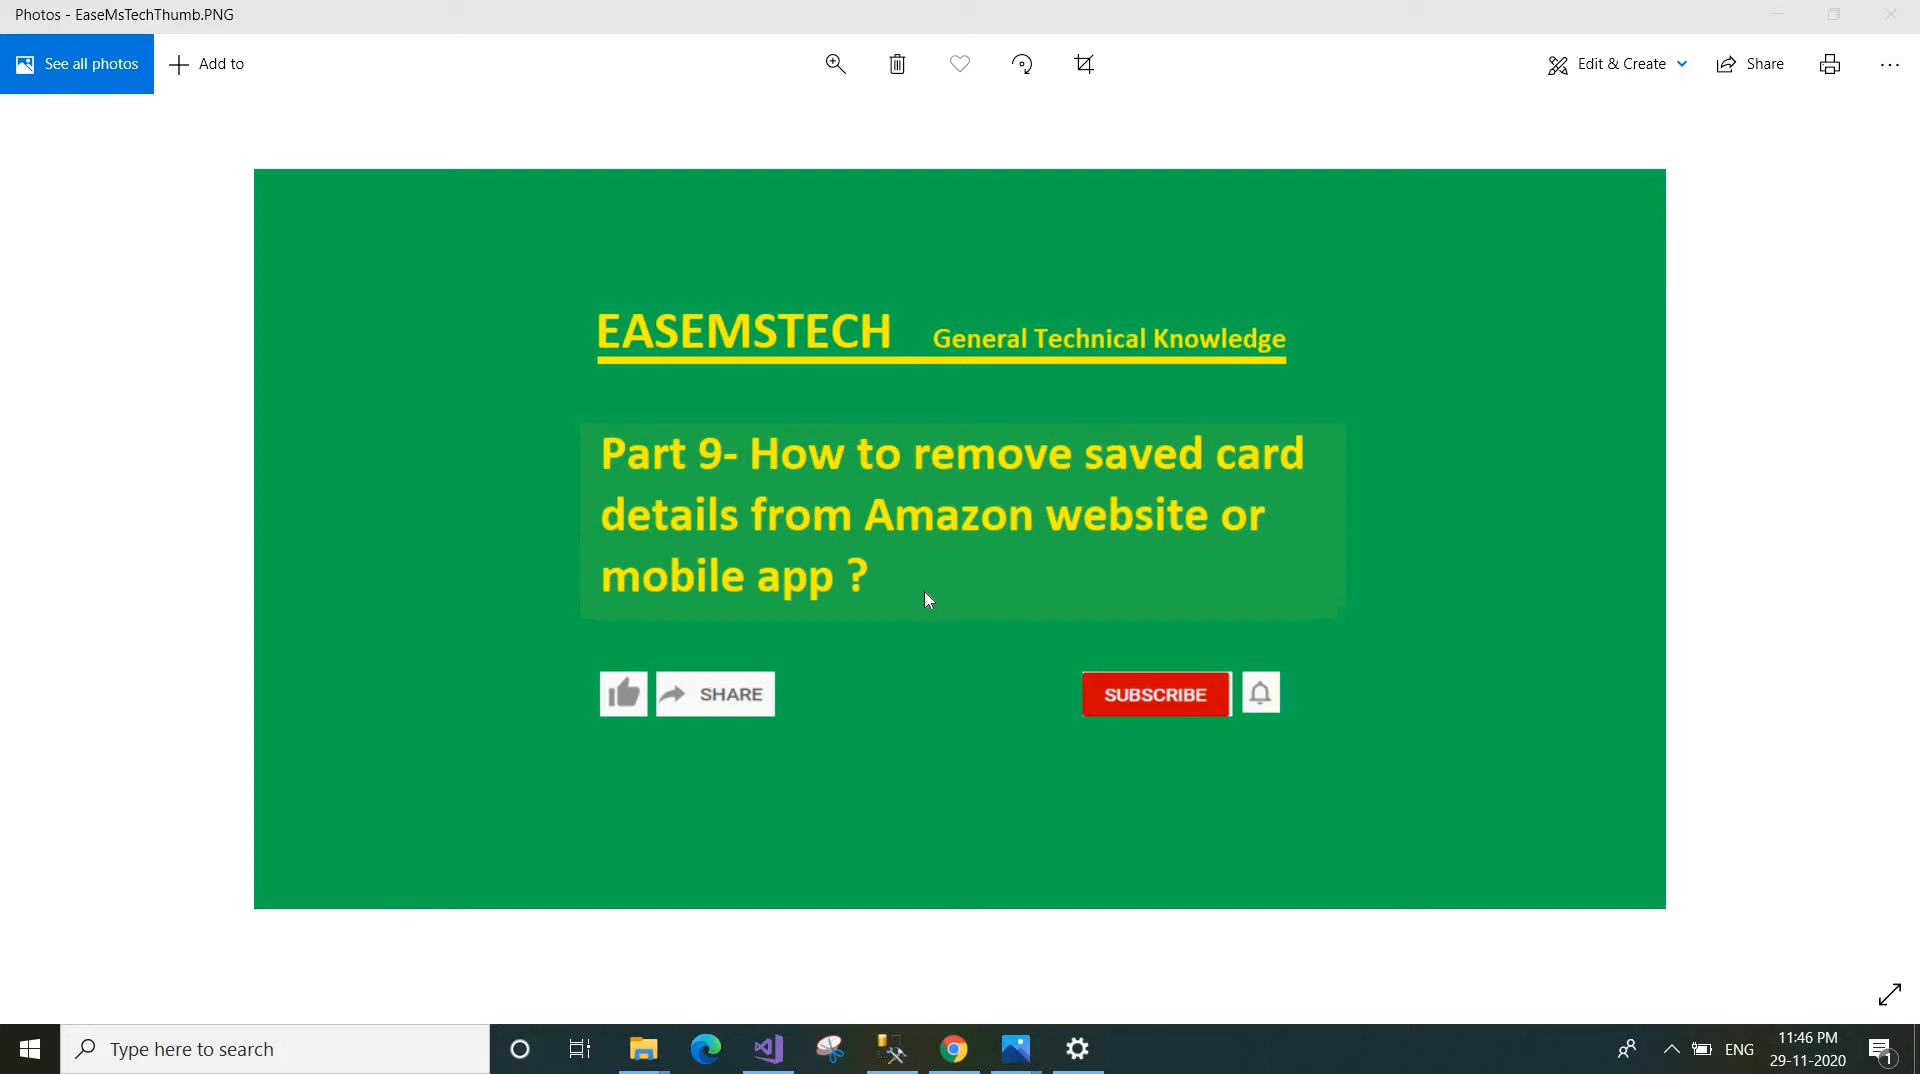 Photos - EaseMsTechThumb.PNG
See all photos
Add to
Edit & Create
Share
EASEMSTECH General Technical Knowledge
Part 9- How to remove saved card
details from Amazon website or
mobile app ?
SHARE
SUBSCRIBE
Type here to search
ENG
11:46 PM
29-11-2020
1